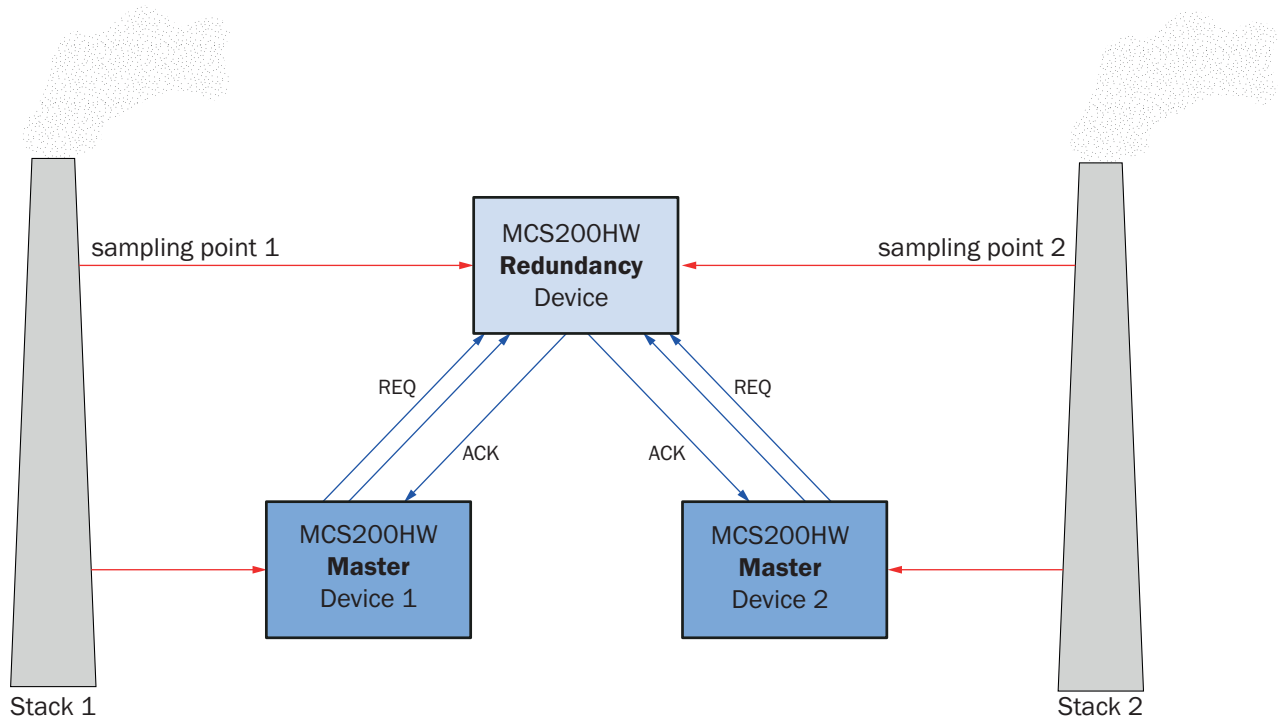 sampling point 1
MCS200HW
Redundancy
Device
sampling point 2
REQ
REQ
ACK
ACK
MCS200HW
Master
Device 1
MCS200HW
Master
Device 2
Stack 1
Stack 2